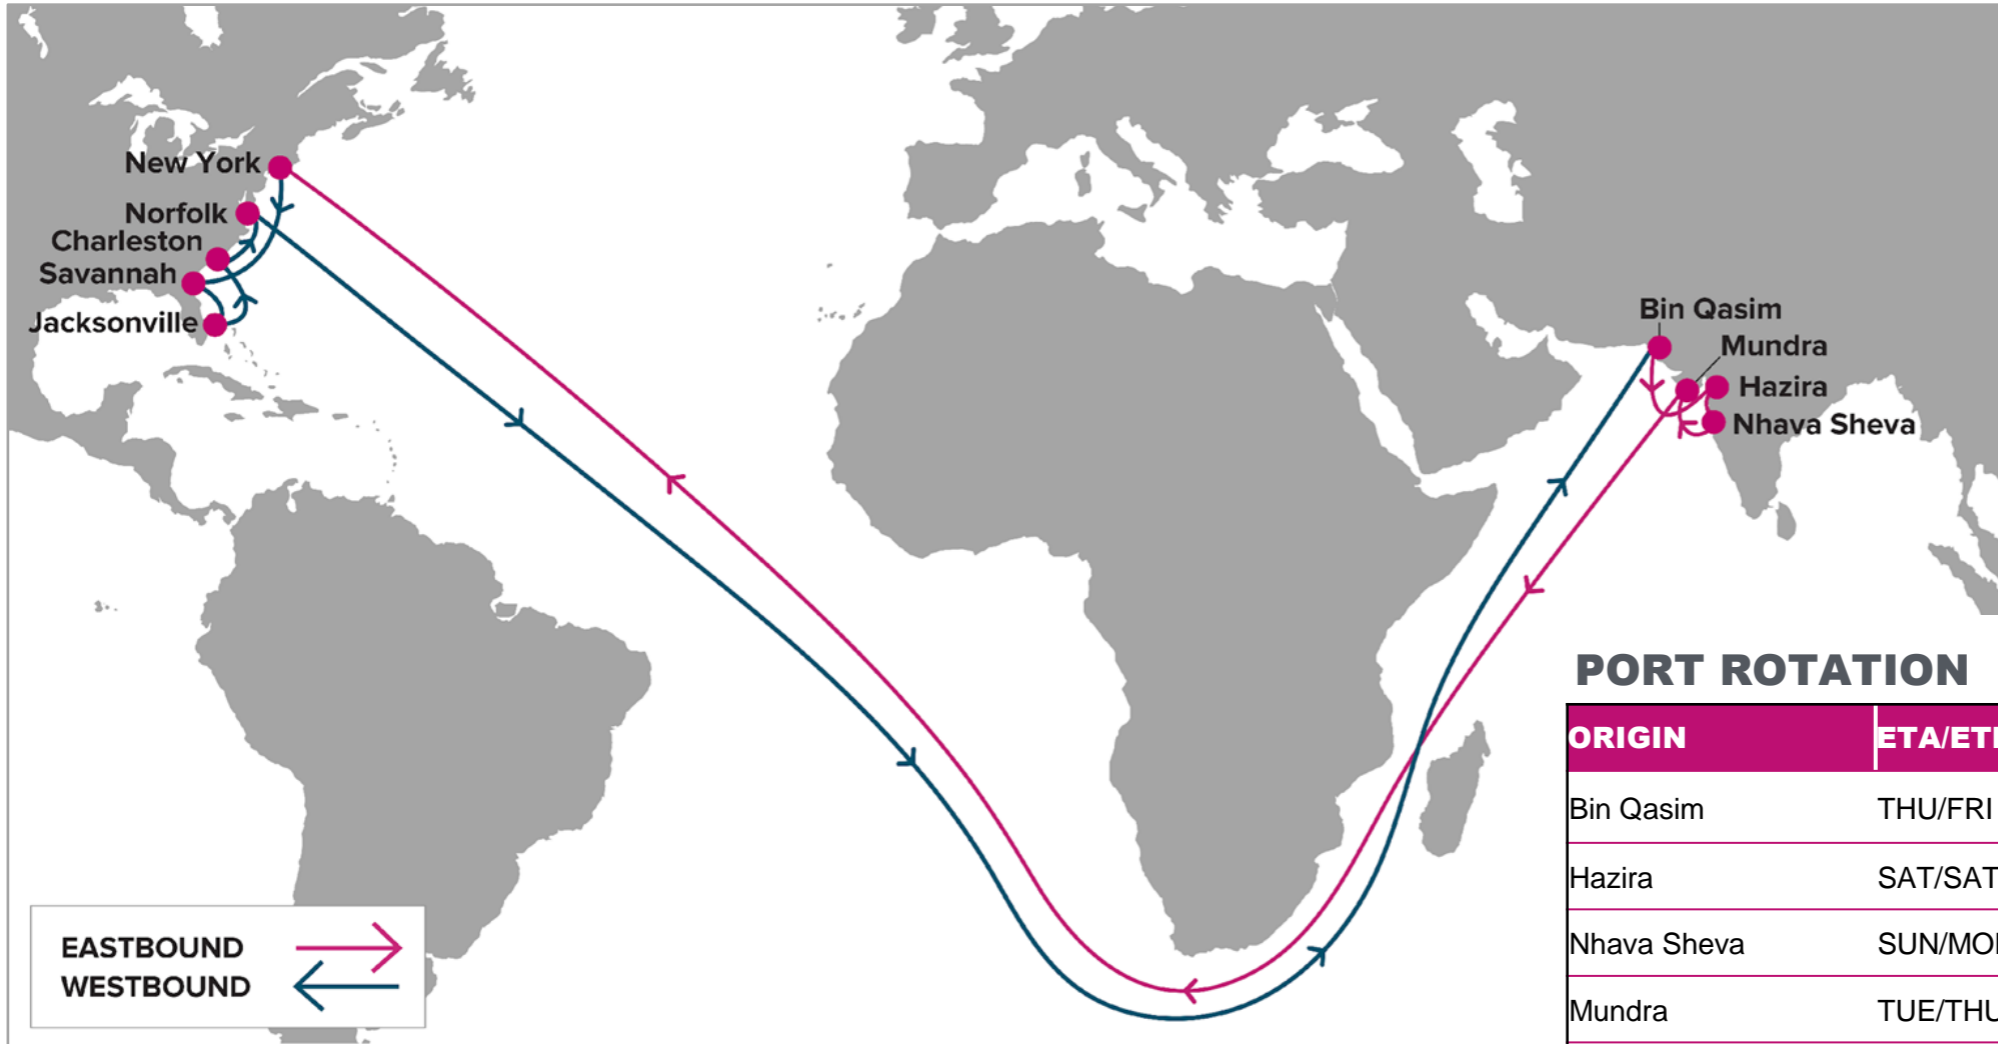 New York
Norfolk
Charleston
Savannah
Jacksonville
Bin Qasim
Mundra
Hazira
Nhava Sheva
EASTBOUND
WESTBOUND
PORT ROTATION
ORIGIN
Bin Qasim THU/FRI
Hazira SAT/SAT
Nhava Sheva
Mundra